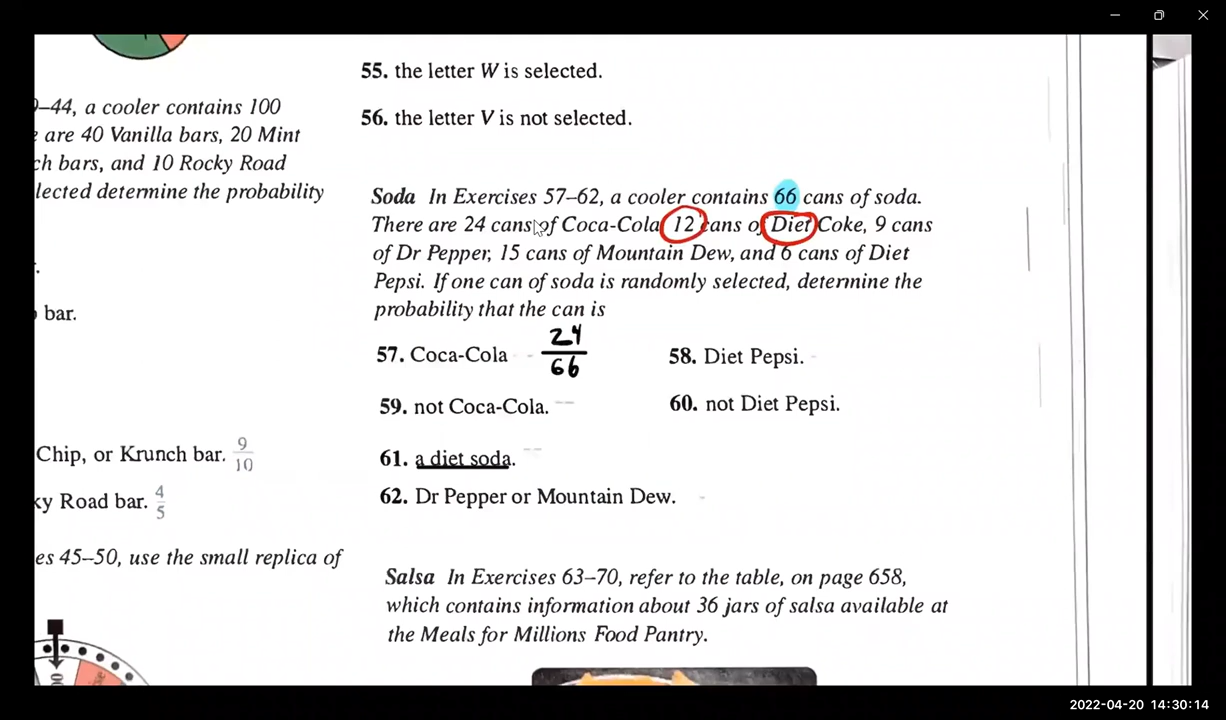 55. the letter W is selected.
–44, a cooler contains 100
are 40 Vanilla bars, 20 Mint
56. the letter V is not selected.
ch bars, and 10 Rocky Road
lected determine the probability
Soda In Exercises 57–62, a cooler contains 66 cans of soda.
There are 24 cans of Coca-Cola, 12 cans of Diet Coke, 9 cans
of Dr Pepper, 15 cans of Mountain Dew, and 6 cans of Diet
Pepsi. If one can of soda is randomly selected, determine the
probability that the can is
bar.
57. Coca-Cola 24/66
58. Diet Pepsi.
59. not Coca-Cola.
60. not Diet Pepsi.
Chip, or Krunch bar. 9/10
61. a diet soda.
ky Road bar. 4/5
62. Dr Pepper or Mountain Dew.
es 45–50, use the small replica of
Salsa In Exercises 63–70, refer to the table, on page 658,
which contains information about 36 jars of salsa available at
the Meals for Millions Food Pantry.
2022-04-20 14:30:14